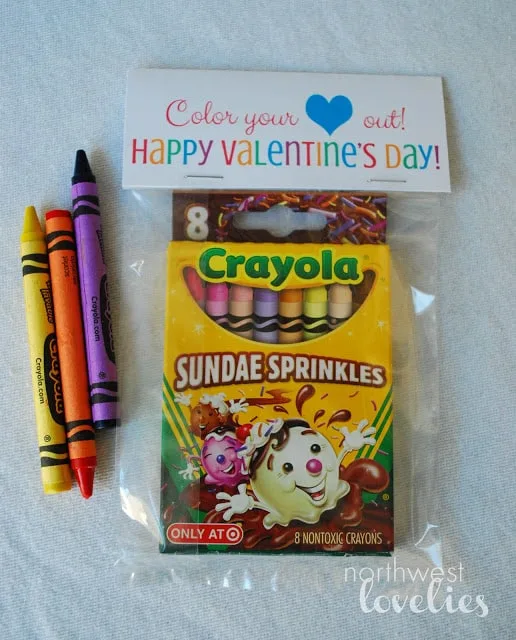 Color your out!
HAPPY VALENTINE'S DAY!
8
Crayola
SUNDAE SPRINKLES
ONLY AT
8 NONTOXIC CRAYONS
Crayola
Crayola.com
Crayola
Crayola.com
northwest
lovelies